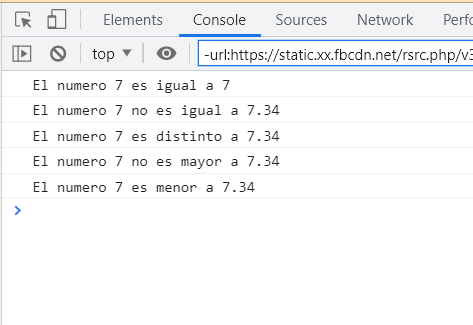 Elements Console Sources Network Perform
top -url:https://static.xx.fbcdn.net/rsrc.php/v3
El numero 7 es igual a 7
El numero 7 no es igual a 7.34
El numero 7 es distinto a 7.34
El numero 7 no es mayor a 7.34
El numero 7 es menor a 7.34